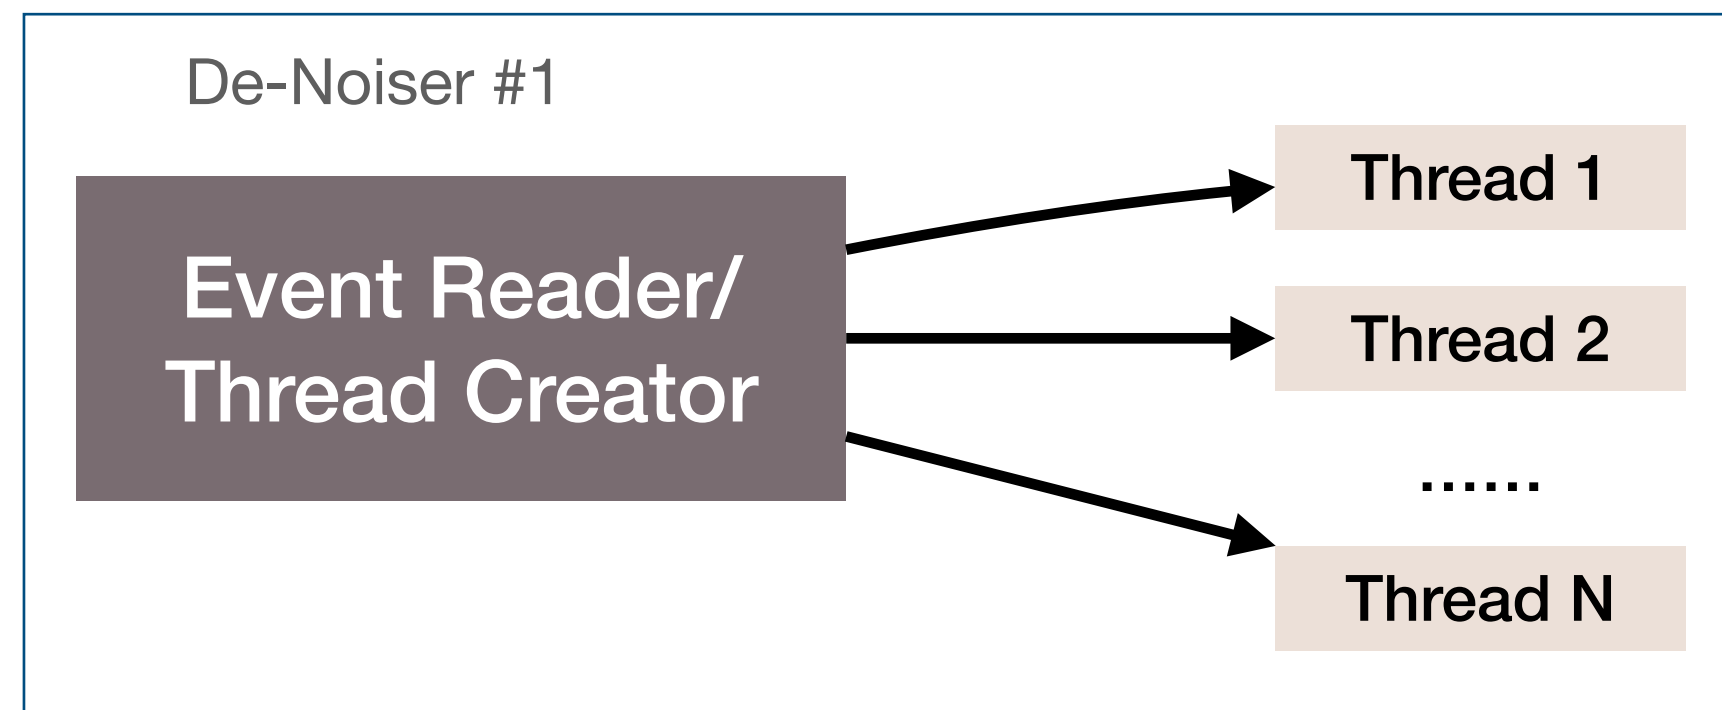 De-Noiser #1
Event Reader/
Thread Creator
Thread 1
Thread 2
......
Thread N